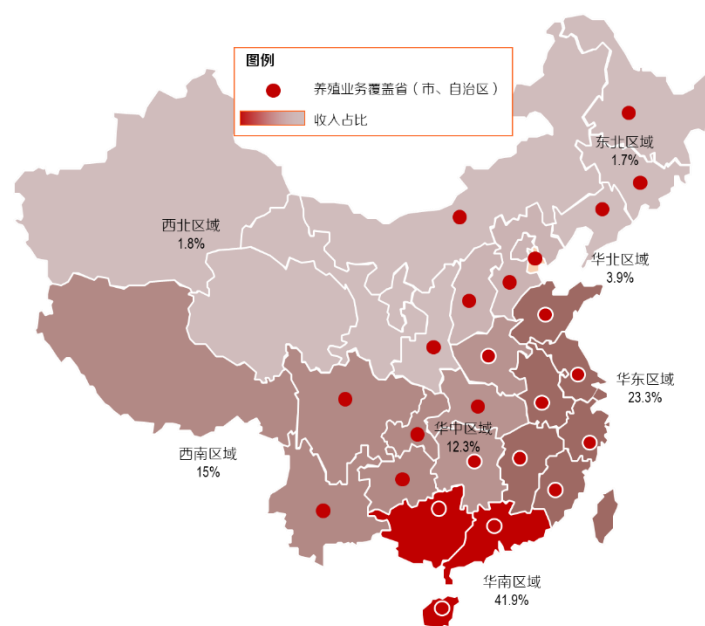 图例
养殖业务覆盖省（市、自治区）
收入占比
东北区域
1.7%
西北区域
1.8%
华北区域
3.9%
华东区域
23.3%
华中区域
12.3%
西南区域
15%
华南区域
41.9%